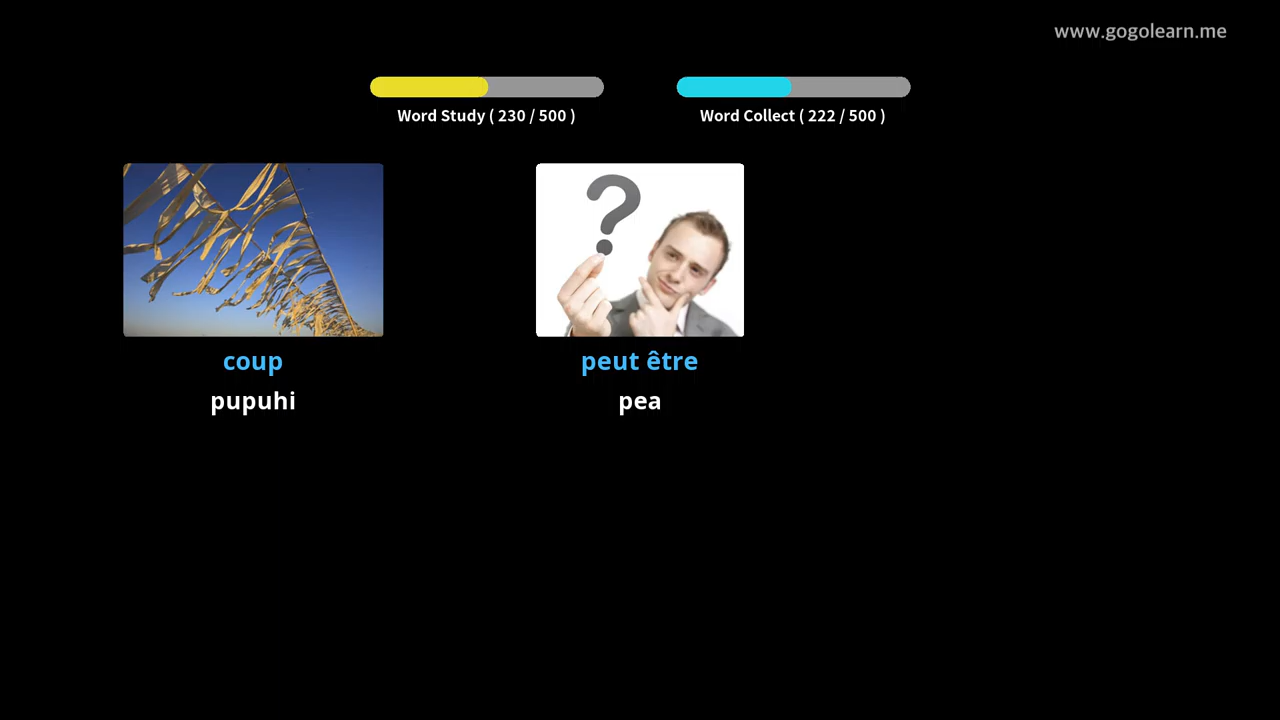 www.gogolearn.me
Word Study ( 230 / 500 )
Word Collect ( 222 / 500 )
coup
pupuhi
peut être
pea